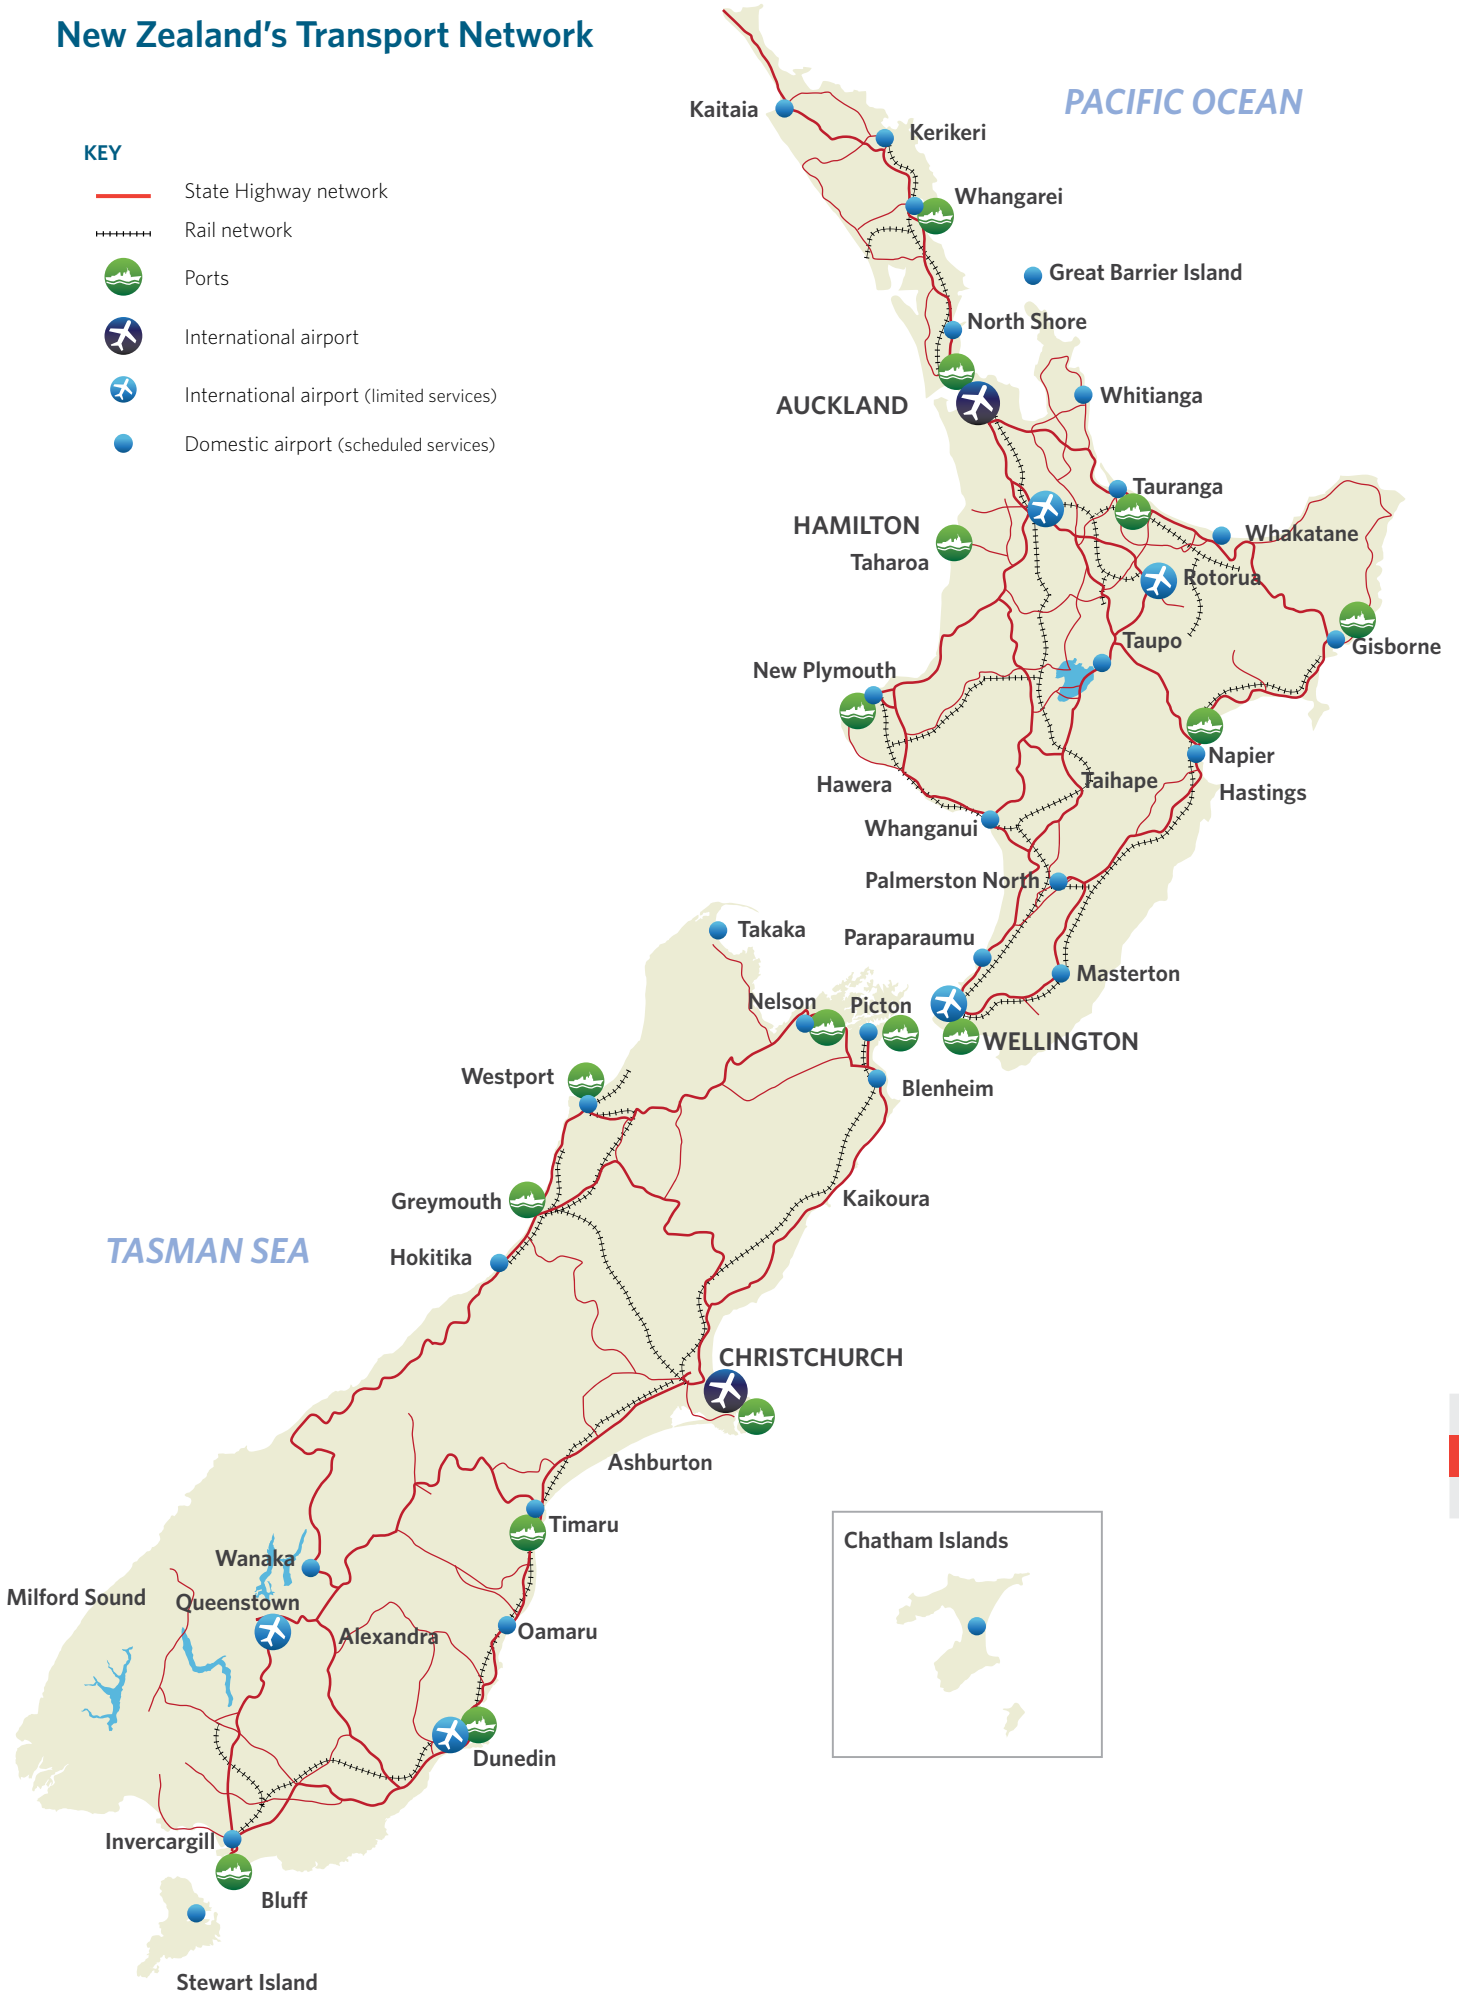 New Zealand's Transport Network
PACIFIC OCEAN
KEY
State Highway network
Rail network
Ports
International airport
International airport (limited services)
Domestic airport (scheduled services)
Kaitaia
Kerikeri
Whangarei
Great Barrier Island
North Shore
Whitianga
AUCKLAND
Tauranga
HAMILTON
Whakatane
Taharoa
Rotorua
Taupo
Gisborne
New Plymouth
Napier
Taihape
Hawera
Hastings
Whanganui
Palmerston North
Takaka
Paraparaumu
Masterton
Nelson
Picton
WELLINGTON
Westport
Blenheim
Kaikoura
Greymouth
TASMAN SEA
Hokitika
CHRISTCHURCH
Ashburton
Timaru
Chatham Islands
Wanaka
Milford Sound
Queenstown
Alexandra
Oamaru
Dunedin
Invercargill
Bluff
Stewart Island